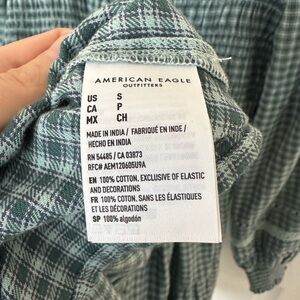 AMERICAN EAGLE
OUTFITTERS
US S
CA P
MX CH
MADE IN INDIA / FABRIQUÉ EN INDE /
HECHO EN INDIA
RN 54485 / CA 03873
RFC# AEM120605U9A
EN 100% COTTON. EXCLUSIVE OF ELASTIC
AND DECORATIONS
FR 100% COTON. SANS LES ÉLASTIQUES
ET LES DÉCORATIONS
SP 100% algodón